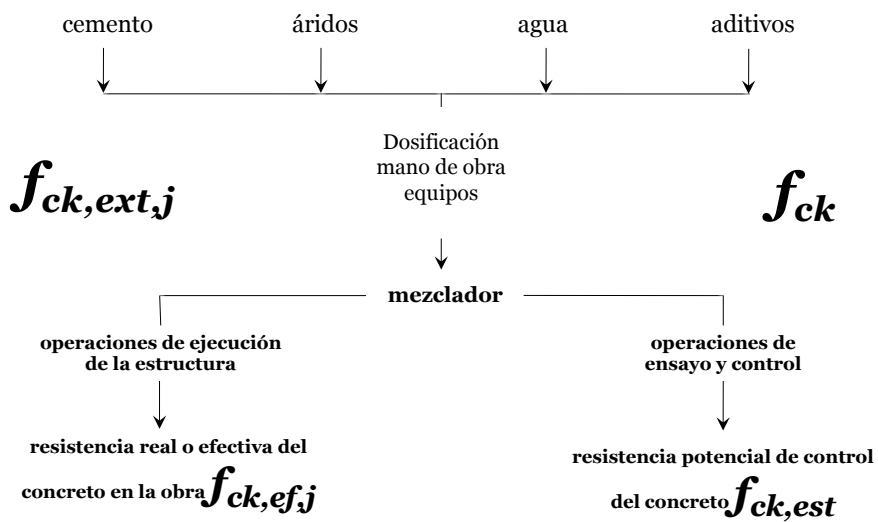 cemento áridos agua aditivos
Dosificación
mano de obra
equipos
fck,ext,j
fck
mezclador
operaciones de ejecución
de la estructura
operaciones de
ensayo y control
resistencia real o efectiva del
concreto en la obra fck,ef,j
resistencia potencial de control
del concreto fck,est